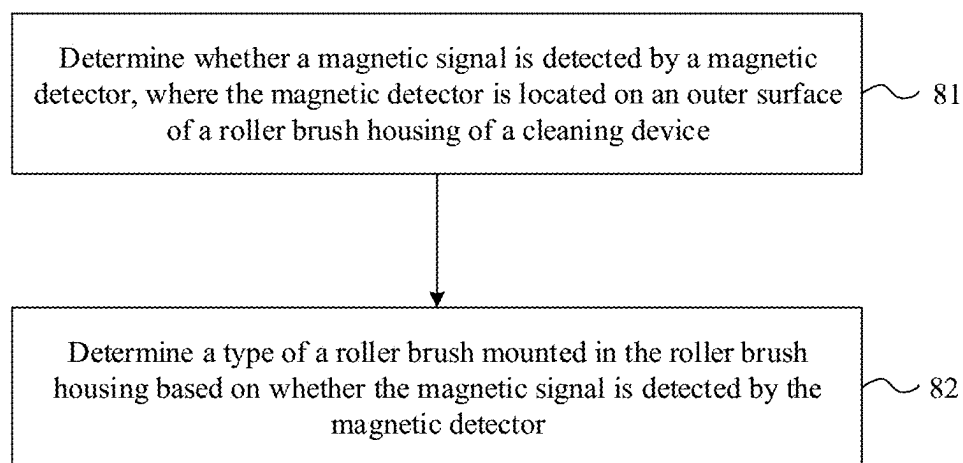 Determine whether a magnetic signal is detected by a magnetic
detector, where the magnetic detector is located on an outer surface
of a roller brush housing of a cleaning device
81
Determine a type of a roller brush mounted in the roller brush
housing based on whether the magnetic signal is detected by the
magnetic detector
82